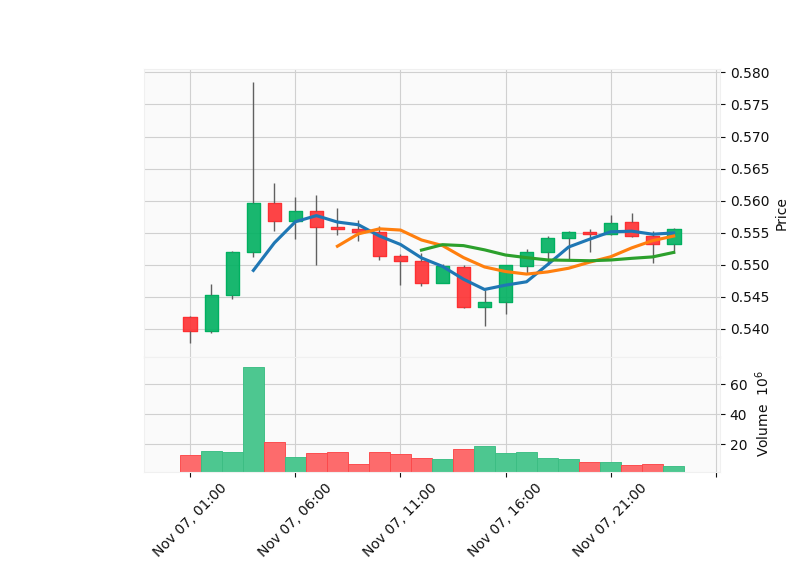 0.580
0.575
0.570
0.565
0.560
0.555
0.550
0.545
0.540
Price
60
40
20
Volume 10^6
Nov 07, 01:00
Nov 07, 06:00
Nov 07, 11:00
Nov 07, 16:00
Nov 07, 21:00